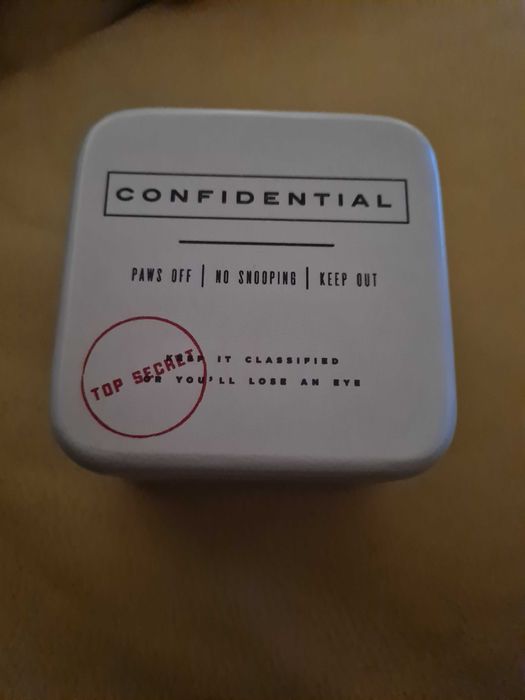 CONFIDENTIAL
PAWS OFF | NO SNOOPING | KEEP OUT
TOP SECRET
KEEP IT CLASSIFIED
OR YOU'LL LOSE AN EYE